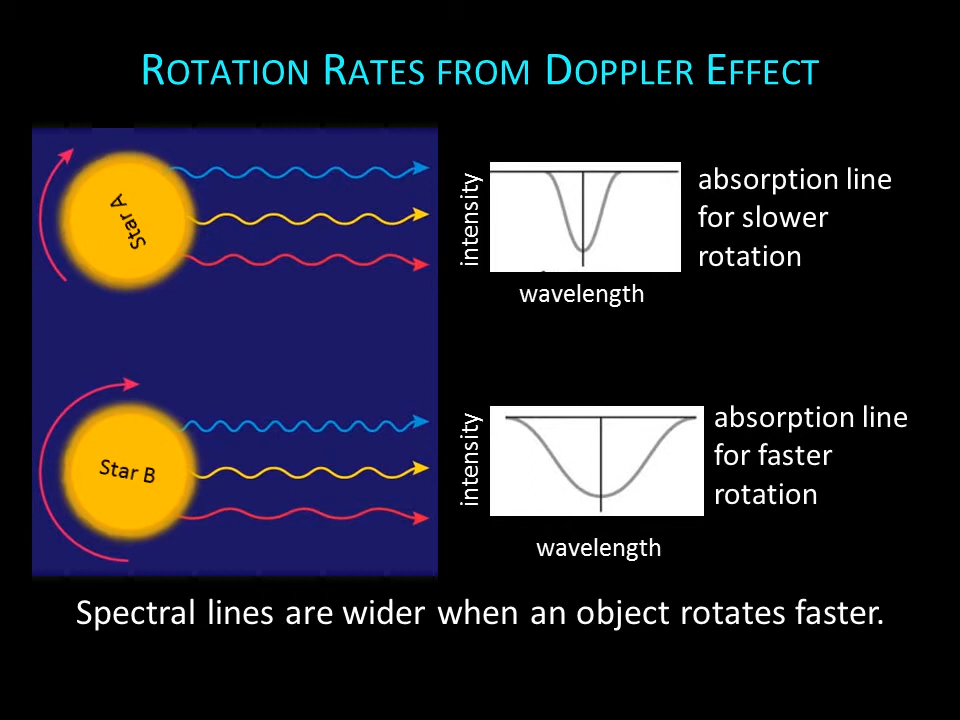 ROTATION RATES FROM DOPPLER EFFECT
Star A
intensity
wavelength
absorption line
for slower
rotation
Star B
intensity
wavelength
absorption line
for faster
rotation
Spectral lines are wider when an object rotates faster.